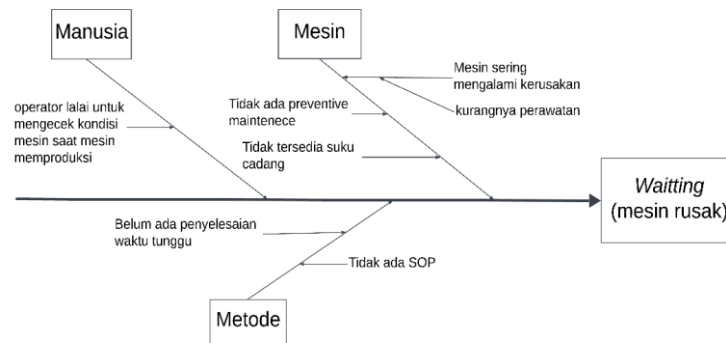 Manusia
Mesin
Mesin sering
mengalami kerusakan
kurangnya perawatan
operator lalai untuk
mengecek kondisi
mesin saat mesin
memproduksi
Tidak ada preventive
maintenece
Tidak tersedia suku
cadang
Waitting
(mesin rusak)
Belum ada penyelesaian
waktu tunggu
Tidak ada SOP
Metode